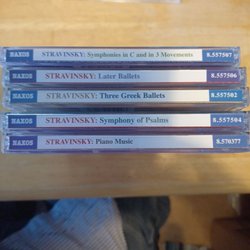 NAXOS STRAVINSKY: Symphonies in C and in 3 Movements 8.557507
NAXOS STRAVINSKY: Later Ballets 8.557506
NAXOS STRAVINSKY: Three Greek Ballets 8.557502
NAXOS STRAVINSKY: Symphony of Psalms 8.557504
NAXOS STRAVINSKY: Piano Music 8.570377